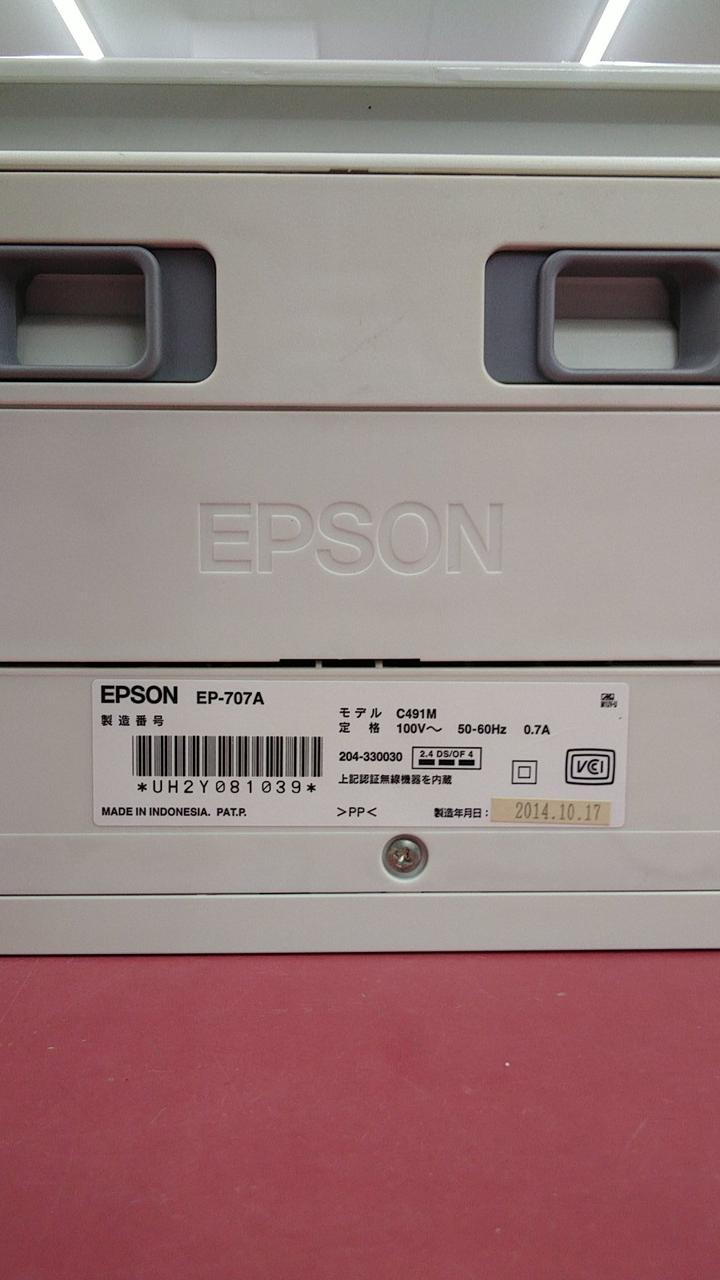 EPSON
EPSON EP-707A
製造番号
*UH2Y081039*
MADE IN INDONESIA. PAT.P.
モデル C491M
定格 100V～ 50-60Hz 0.7A
204-330030 2.4 DS/OF 4
上記認証無線機器を内蔵
>PP<
VCI
製造年月日: 2014.10.17